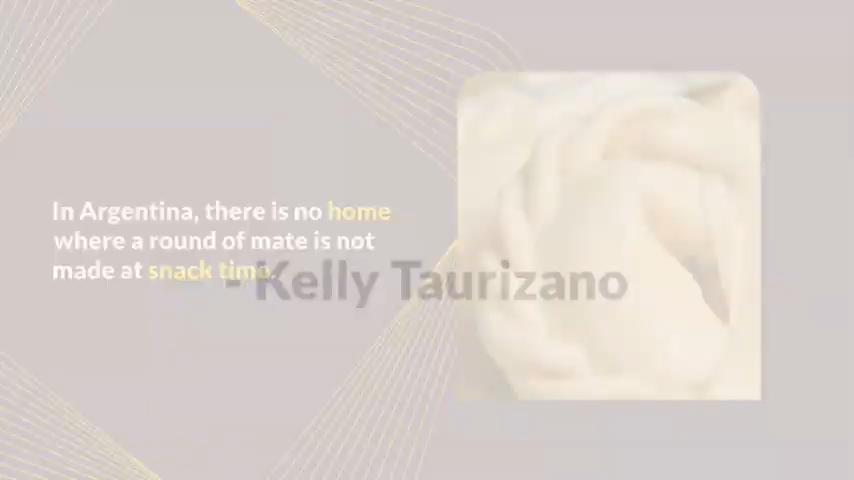 In Argentina, there is no home
where a round of mate is not
made at snack time.
- Kelly Taurizano